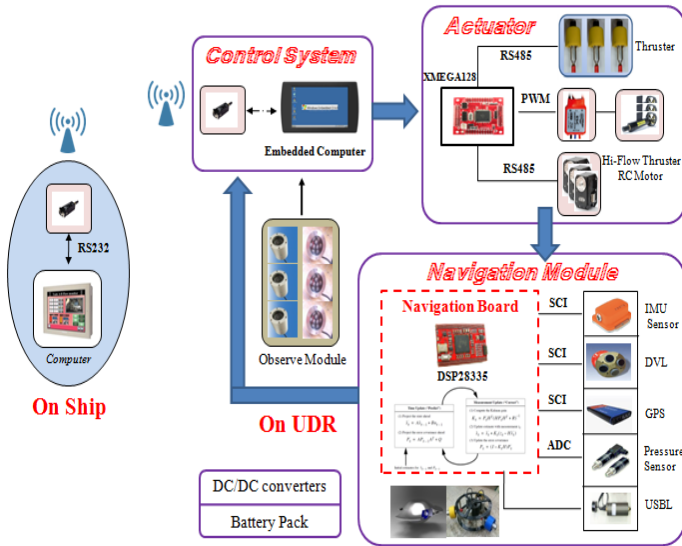 Control System
Embedded Computer
Actuator
XMEGA128
RS485
PWM
RS485
Thruster
Hi-Flow Thruster
RC Motor
RS232
Computer
On Ship
Observe Module
On UDR
DC/DC converters
Battery Pack
Navigation Module
Navigation Board
DSP28335
SCI
SCI
SCI
ADC
IMU
Sensor
DVL
GPS
Pressure
Sensor
USBL